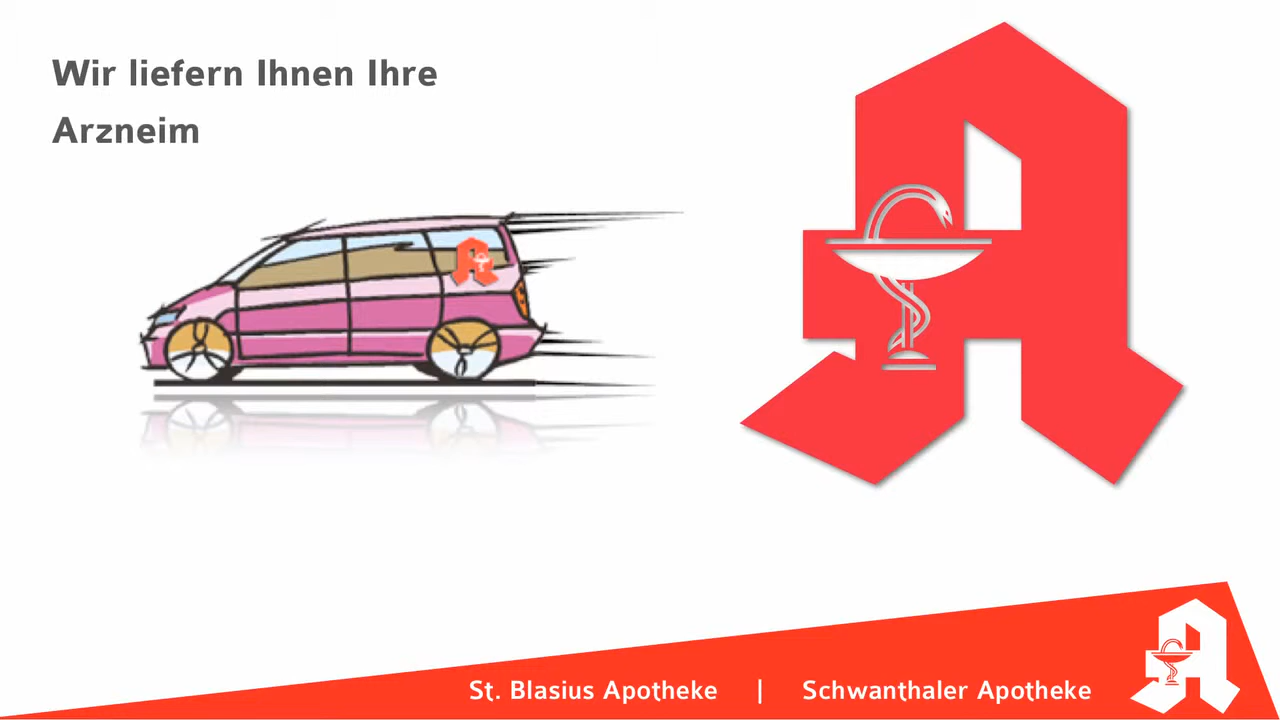 Wir liefern Ihnen Ihre
Arzneim
St. Blasius Apotheke | Schwanthaler Apotheke